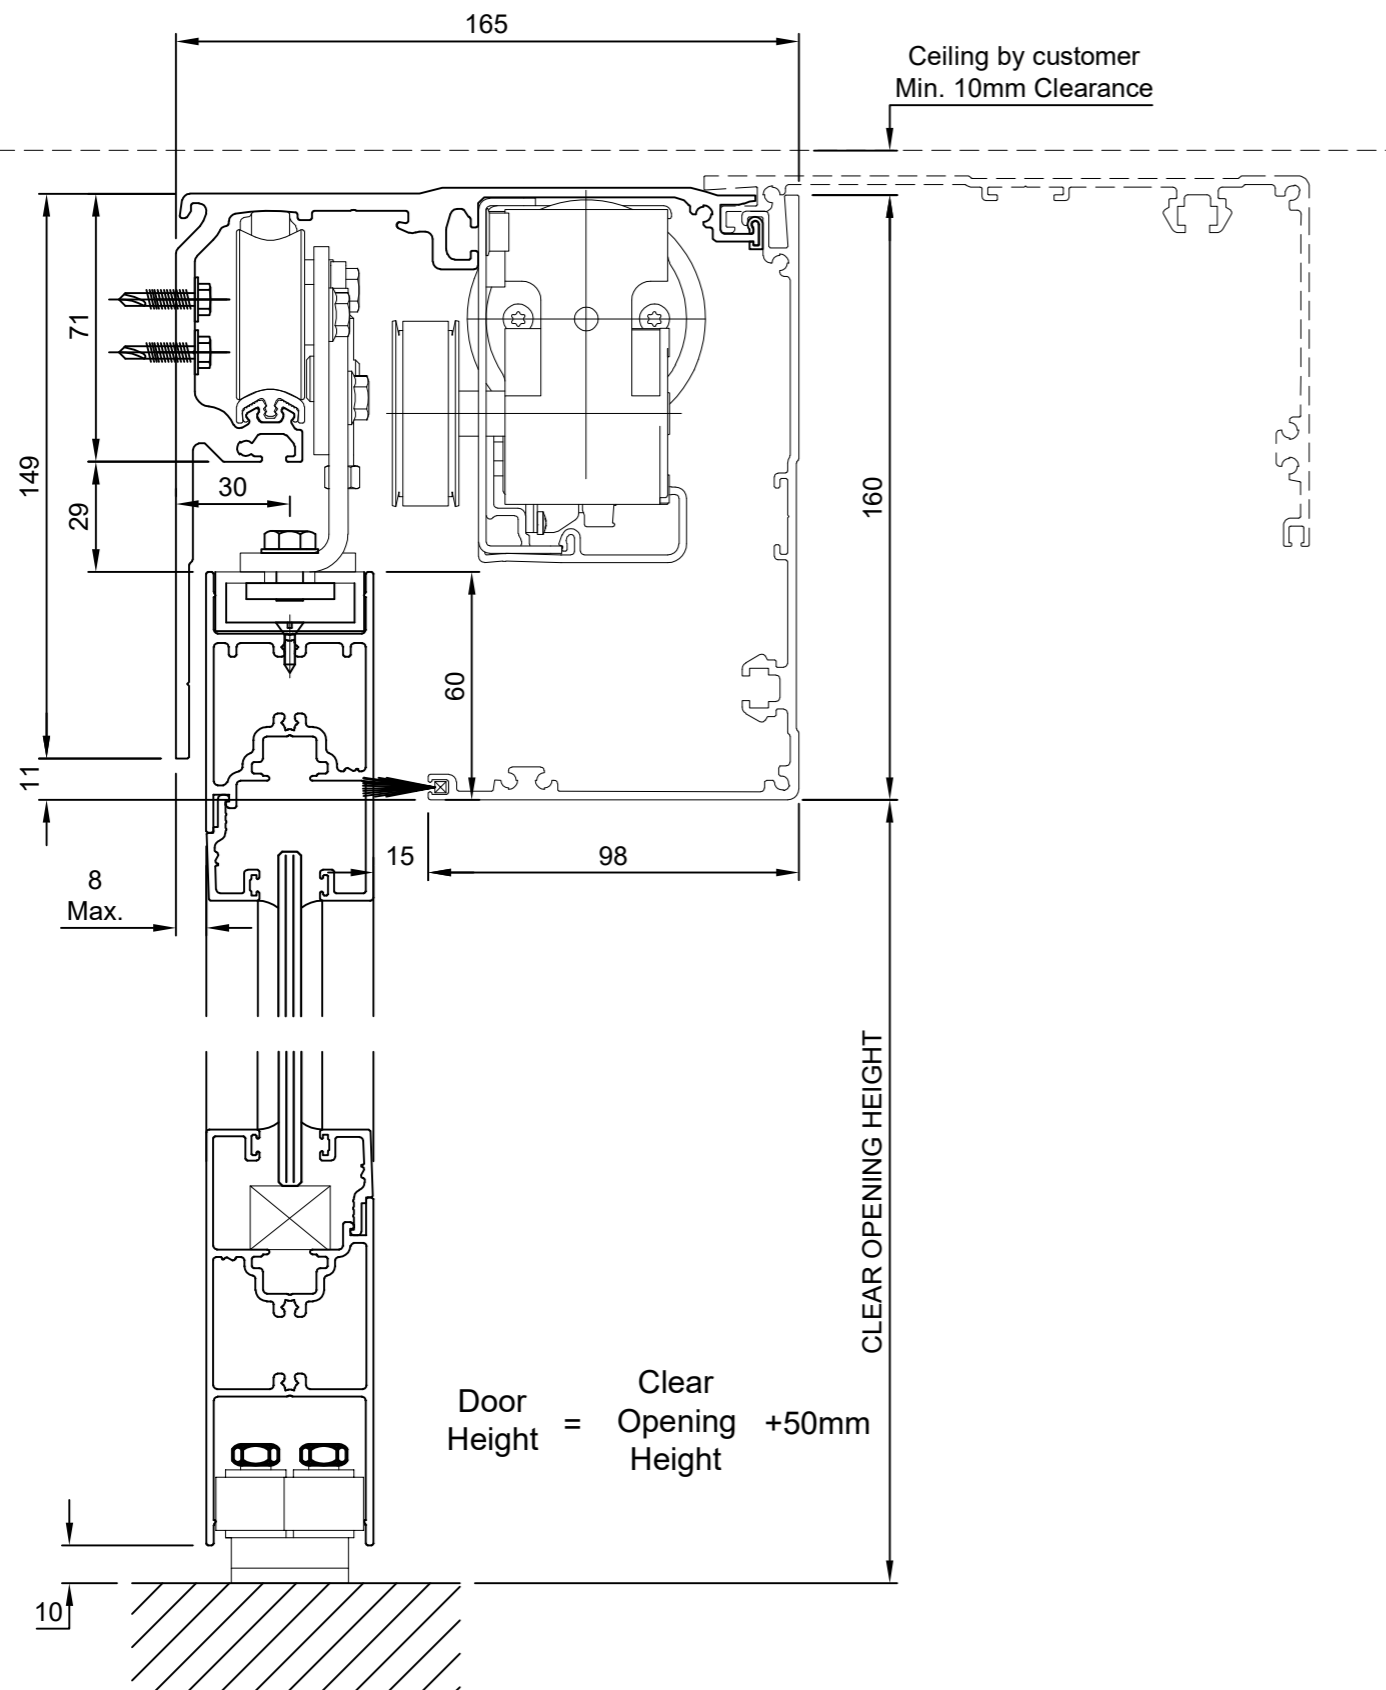 165
Ceiling by customer
Min. 10mm Clearance
71
149
30
29
160
60
11
15
98
8
Max.
CLEAR OPENING HEIGHT
Door
Height
=
Clear
Opening
Height
+50mm
10